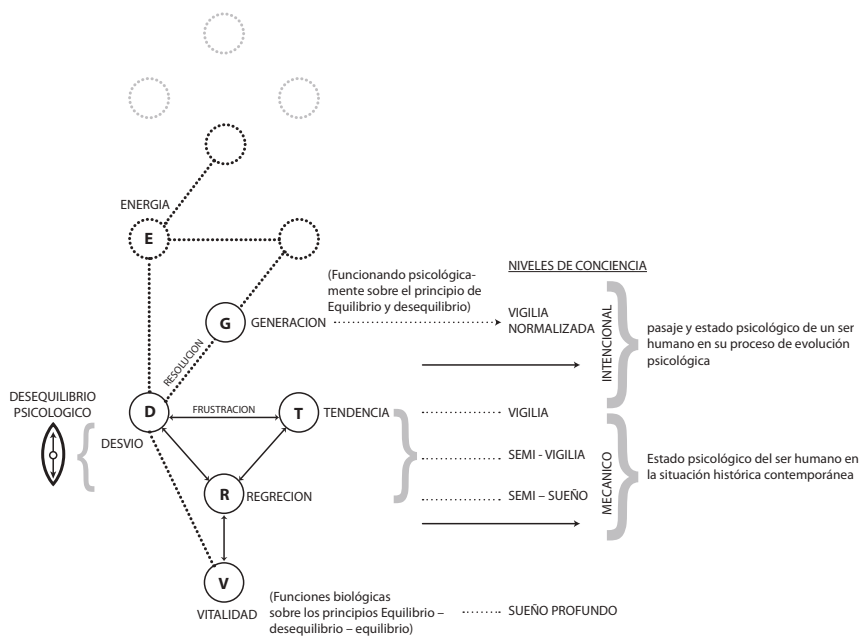 ENERGIA
E
(Funcionando psicológica-
mente sobre el principio de
Equilibrio y desequilibrio)
NIVELES DE CONCIENCIA
G
GENERACION
VIGILIA
NORMALIZADA
INTENCIONAL
pasaje y estado psicológico de un ser
humano en su proceso de evolución
psicológica
RESOLUCION
DESEQUILIBRIO
PSICOLOGICO
D
DESVIO
FRUSTRACION
T
TENDENCIA
VIGILIA
SEMI - VIGILIA
SEMI – SUEÑO
MECANICO
Estado psicológico del ser humano en
la situación histórica contemporánea
R
REGRECION
V
VITALIDAD
(Funciones biológicas
sobre los principios Equilibrio –
desequilibrio – equilibrio)
SUEÑO PROFUNDO